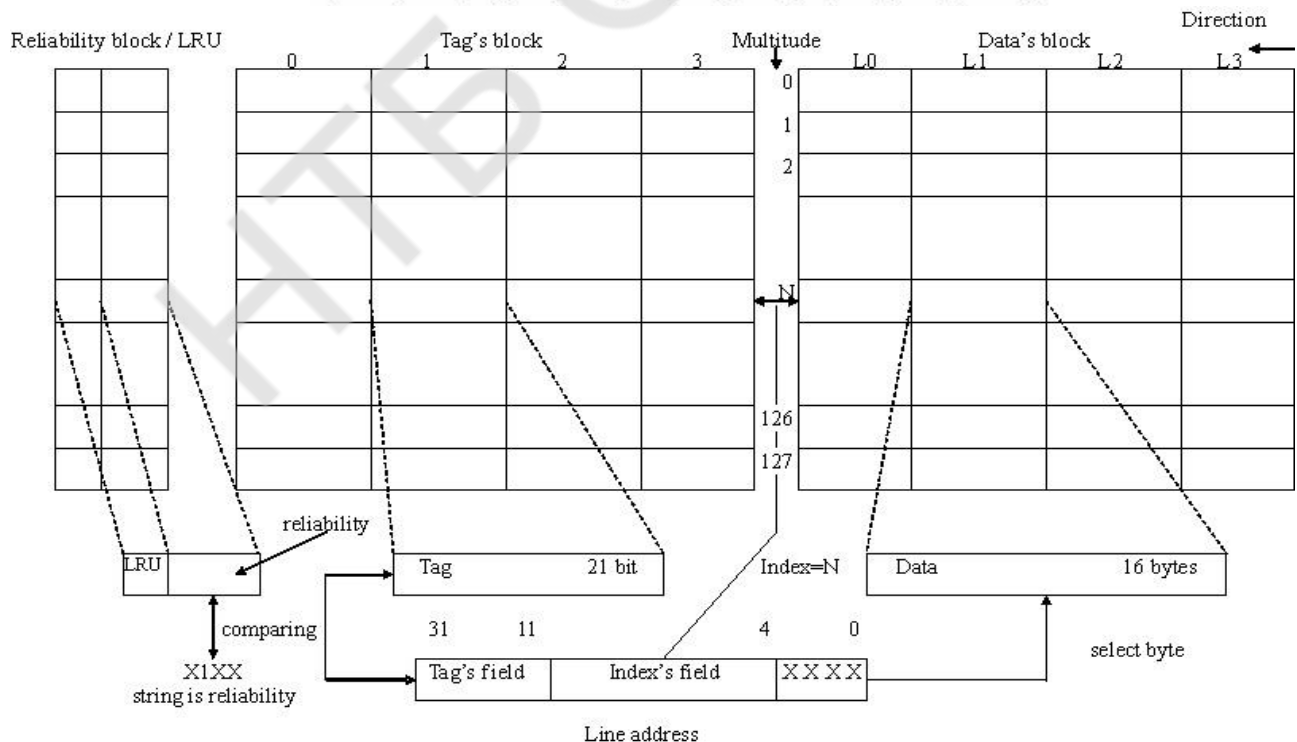 Direction
Reliability block / LRU
Tag's block
Multitude
Data's block
0 1 2 3
L0 L1 L2 L3
0
1
2
N
126
127
reliability
LRU
Tag 21 bit
Index=N
Data 16 bytes
comparing
31 11 4 0
select byte
X1XX
string is reliability
Tag's field Index's field X X X X
Line address
НТБ